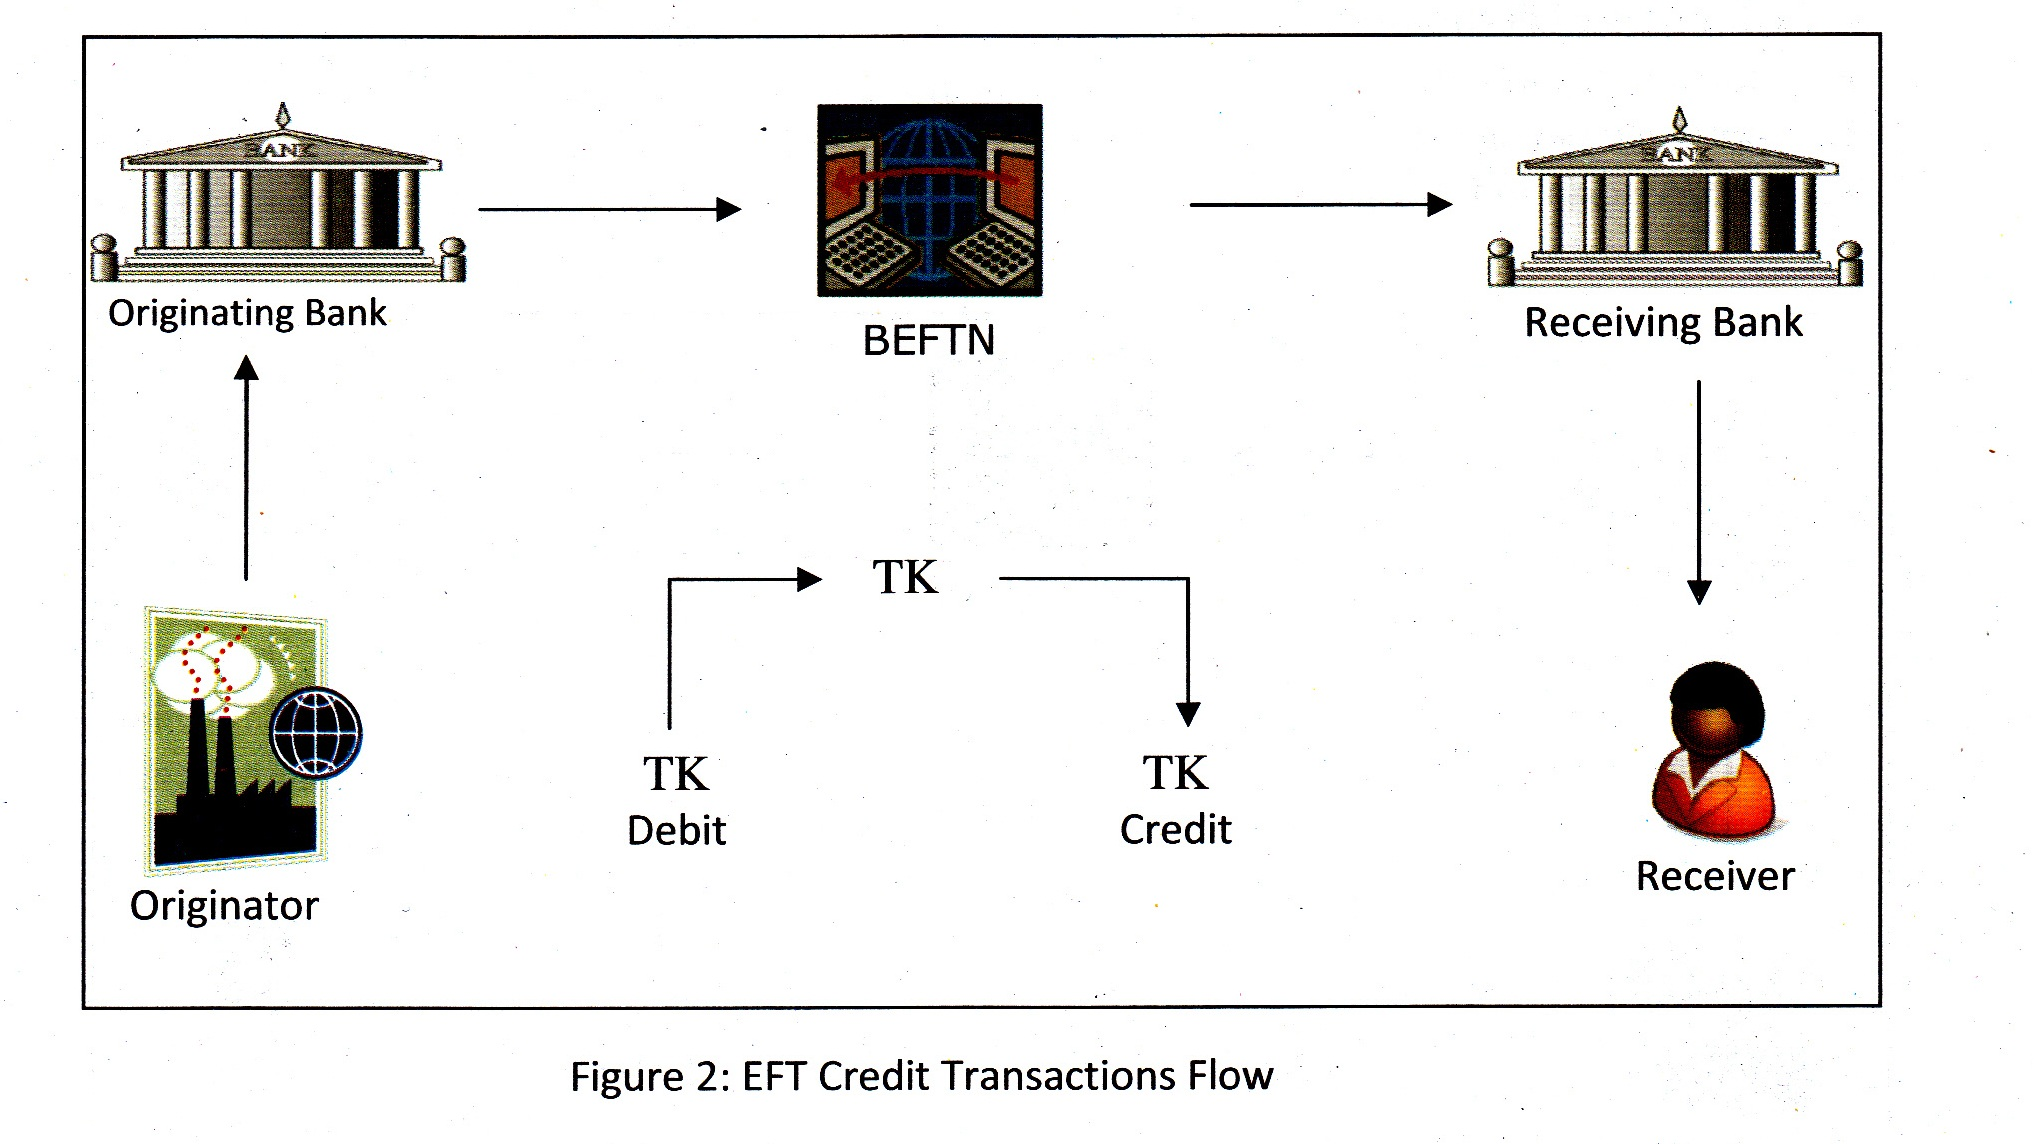 BANK
BANK
Originating Bank
BEFTN
Receiving Bank
TK
TK
Debit
TK
Credit
Originator
Receiver
Figure 2: EFT Credit Transactions Flow